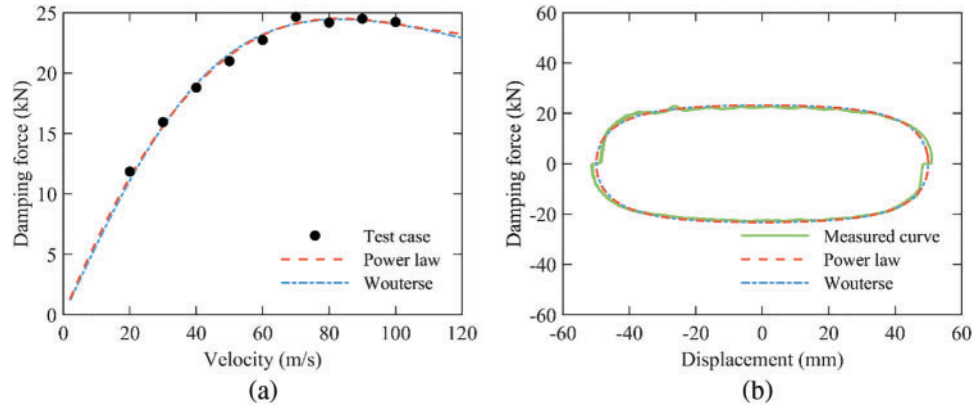 25
20
15
10
5
0
Damping force (kN)
Test case
Power law
Wouterse
0 20 40 60 80 100 120
Velocity (m/s)
(a)
60
40
20
0
-20
-40
-60
Damping force (kN)
Measured curve
Power law
Wouterse
-60 -40 -20 0 20 40 60
Displacement (mm)
(b)